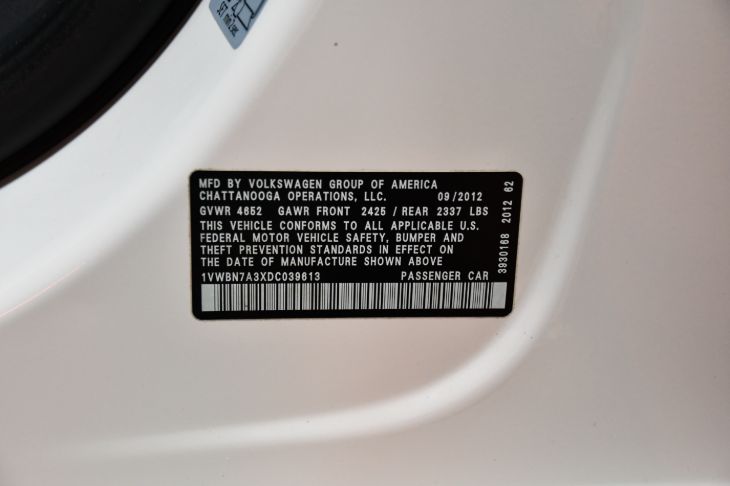 MFD BY VOLKSWAGEN GROUP OF AMERICA
CHATTANOOGA OPERATIONS, LLC. 09/2012
GVWR 4652 GAWR FRONT 2425 / REAR 2337 LBS
THIS VEHICLE CONFORMS TO ALL APPLICABLE U.S.
FEDERAL MOTOR VEHICLE SAFETY, BUMPER AND
THEFT PREVENTION STANDARDS IN EFFECT ON
THE DATE OF MANUFACTURE SHOWN ABOVE
1VWBN7A3XDC039613 PASSENGER CAR
3930168 2012 62